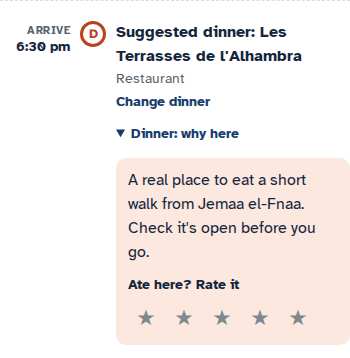 ARRIVE
6:30 pm
D
Suggested dinner: Les
Terrasses de l'Alhambra
Restaurant
Change dinner
▼ Dinner: why here
A real place to eat a short
walk from Jemaa el-Fnaa.
Check it's open before you
go.
Ate here? Rate it
★ ★ ★ ★ ★